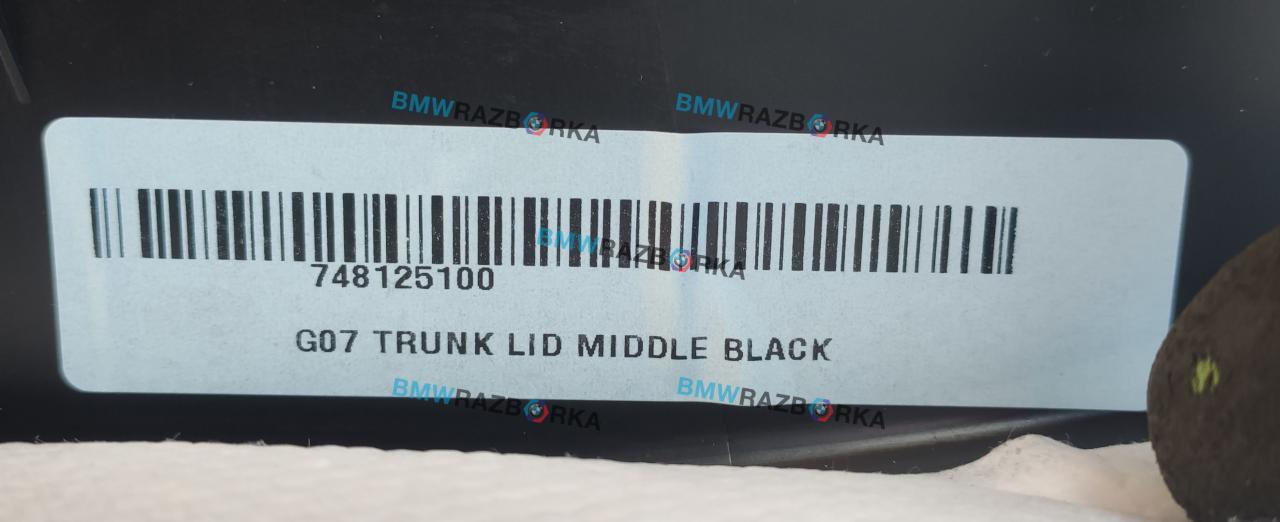 BMWRAZBORKA BMWRAZBORKA
BMWRAZBORKA
748125100
G07 TRUNK LID MIDDLE BLACK
BMWRAZBORKA BMWRAZBORKA